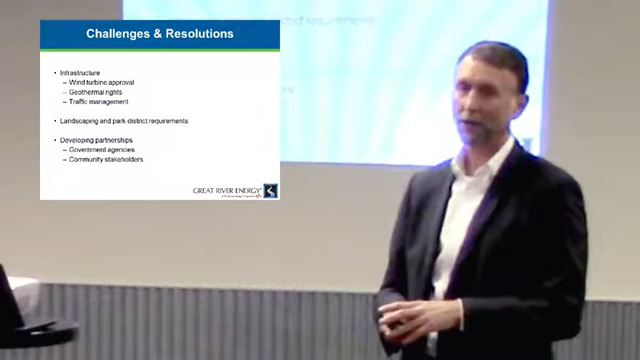 Challenges & Resolutions
• Infrastructure
– Wind turbine approval
– Geothermal rights
– Traffic management
• Landscaping and park district requirements
• Developing partnerships
– Government agencies
– Community stakeholders
GREAT RIVER ENERGY